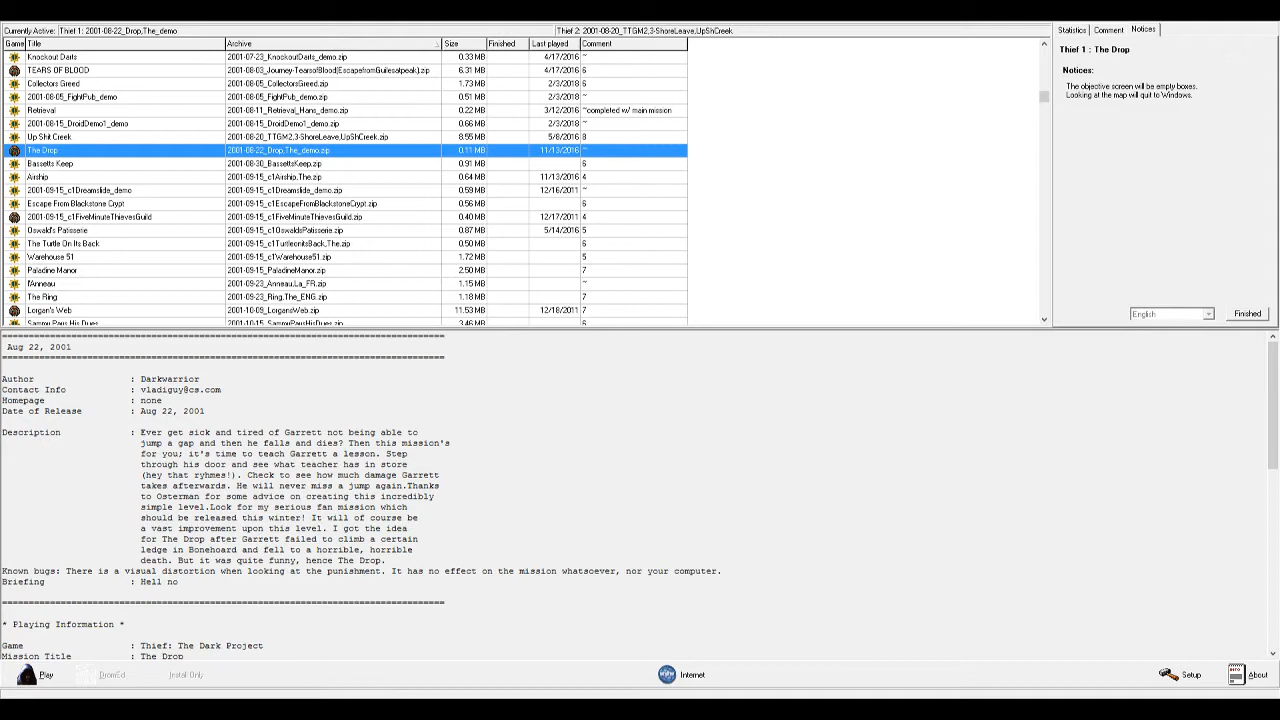 Currently Active: Thief 1: 2001-08-22_Drop,The_demo
Thief 2: 2001-08-20_TTGM2,3-ShoreLeave,UpShCreek
Game Title Archive Size Finished Last played Comment
Knockout Darts 2001-07-23_KnockoutDarts_demo.zip 0.33 MB 4/17/2016 ~
TEARS OF BLOOD 2001-08-03_Journey-TearsofBlood(EscapefromGuilesatpeak).zip 6.31 MB 4/17/2016 6
Collectors Greed 2001-08-05_CollectorsGreed.zip 1.73 MB 2/3/2018 6
2001-08-05_FightPub_demo 2001-08-05_FightPub_demo.zip 0.51 MB 2/3/2018 ~
Retrieval 2001-08-11_Retrieval_Hans_demo.zip 0.22 MB 3/12/2016 ~completed w/ main mission
2001-08-15_DroidDemo1_demo 2001-08-15_DroidDemo1_demo.zip 0.66 MB 2/3/2018 ~
Up Shit Creek 2001-08-20_TTGM2,3-ShoreLeave,UpShCreek.zip 8.55 MB 5/8/2016 8
The Drop 2001-08-22_Drop,The_demo.zip 0.11 MB 11/13/2016 ~
Bassetts Keep 2001-08-30_BassettsKeep.zip 0.91 MB 6
Airship 2001-09-15_c1Airship,The.zip 0.64 MB 11/13/2016 4
2001-09-15_c1Dreamslide_demo 2001-09-15_c1Dreamslide_demo.zip 0.59 MB 12/16/2011 ~
Escape From Blackstone Crypt 2001-09-15_c1EscapeFromBlackstoneCrypt.zip 0.56 MB 6
2001-09-15_c1FiveMinuteThievesGuild 2001-09-15_c1FiveMinuteThievesGuild.zip 0.40 MB 12/17/2011 4
Oswald's Patisserie 2001-09-15_c1OswaldsPatisserie.zip 0.87 MB 5/14/2016 5
The Turtle On Its Back 2001-09-15_c1TurtleonitsBack,The.zip 0.50 MB 6
Warehouse 51 2001-09-15_c1Warehouse51.zip 1.72 MB 5
Paladine Manor 2001-09-15_PaladineManor.zip 2.50 MB 7
l'Anneau 2001-09-23_Anneau,La_FR.zip 1.15 MB ~
The Ring 2001-09-23_Ring,The_ENG.zip 1.18 MB 7
Lorgan's Web 2001-10-09_LorgansWeb.zip 11.53 MB 12/18/2011 7
Sammy Pays His Dues 2001-10-15_SammyPaysHisDues.zip 3.46 MB 6
Statistics Comment Notices
Thief 1 : The Drop
Notices:
The objective screen will be empty boxes.
Looking at the map will quit to Windows.
English Finished
==========================================================
Aug 22, 2001
==========================================================
Author : Darkwarrior
Contact Info : vladiguy@cs.com
Homepage : none
Date of Release : Aug 22, 2001
Description : Ever get sick and tired of Garrett not being able to
jump a gap and then he falls and dies? Then this mission's
for you; it's time to teach Garrett a lesson. Step
through his door and see what teacher has in store
(hey that ryhmes!). Check to see how much damage Garrett
takes afterwards. He will never miss a jump again.Thanks
to Osterman for some advice on creating this incredibly
simple level.Look for my serious fan mission which
should be released this winter! It will of course be
a vast improvement upon this level. I got the idea
for The Drop after Garrett failed to climb a certain
ledge in Bonehoard and fell to a horrible, horrible
death. But it was quite funny, hence The Drop.
Known bugs: There is a visual distortion when looking at the punishment. It has no effect on the mission whatsoever, nor your computer.
Briefing : Hell no
==========================================================
* Playing Information *
Game : Thief: The Dark Project
Mission Title : The Drop
Play DromEd Install Only Internet Setup About